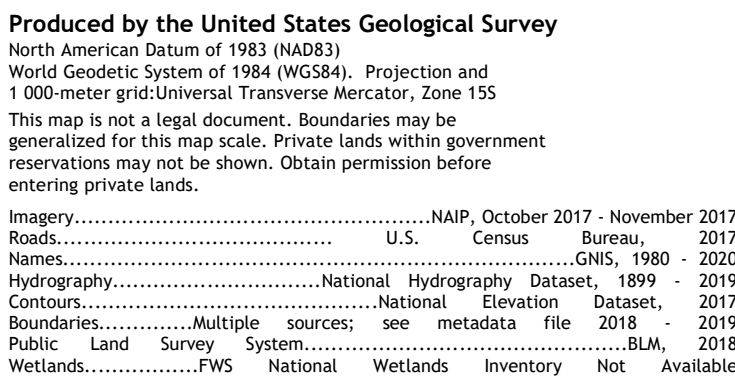 Produced by the United States Geological Survey
North American Datum of 1983 (NAD83)
World Geodetic System of 1984 (WGS84).  Projection and
1 000-meter grid:Universal Transverse Mercator, Zone 15S
This map is not a legal document. Boundaries may be
generalized for this map scale. Private lands within government
reservations may not be shown. Obtain permission before
entering private lands.
Imagery.............................................NAIP, October 2017 - November 2017
Roads.................................. U.S. Census Bureau, 2017
Names................................................................GNIS, 1980 - 2020
Hydrography..........................National Hydrography Dataset, 1899 - 2019
Contours.....................................National Elevation Dataset, 2017
Boundaries..............Multiple sources; see metadata file 2018 - 2019
Public Land Survey System........................................BLM, 2018
Wetlands..............FWS National Wetlands Inventory Not Available